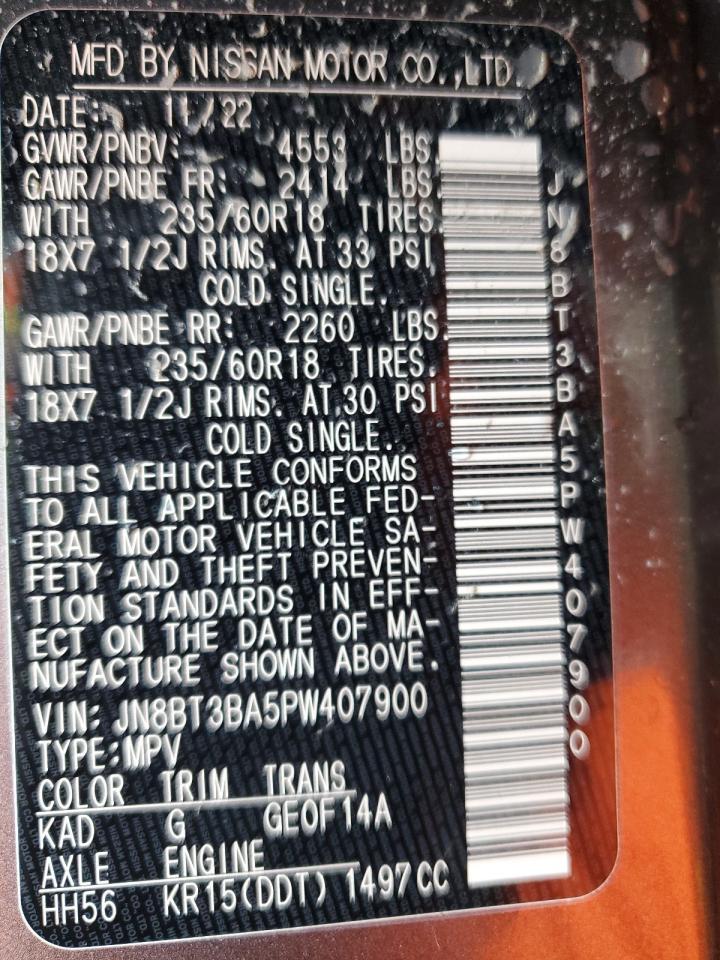 MFD BY NISSAN MOTOR CO.,LTD
DATE: 11/22
GVWR/PNBV: 4553 LBS.
GAWR/PNBE FR: 2414 LBS.
WITH 235/60R18 TIRES.
18X7 1/2J RIMS. AT 33 PSI
COLD SINGLE.
GAWR/PNBE RR: 2260 LBS.
WITH 235/60R18 TIRES.
18X7 1/2J RIMS. AT 30 PSI
COLD SINGLE.
THIS VEHICLE CONFORMS
TO ALL APPLICABLE FED-
ERAL MOTOR VEHICLE SA-
FETY AND THEFT PREVEN-
TION STANDARDS IN EFF-
ECT ON THE DATE OF MA-
NUFACTURE SHOWN ABOVE.
VIN: JN8BT3BA5PW407900
TYPE:MPV
COLOR TRIM TRANS
KAD G GE0F14A
AXLE ENGINE
HH56 KR15(DDT) 1497CC
JN8BT3BA5PW407900